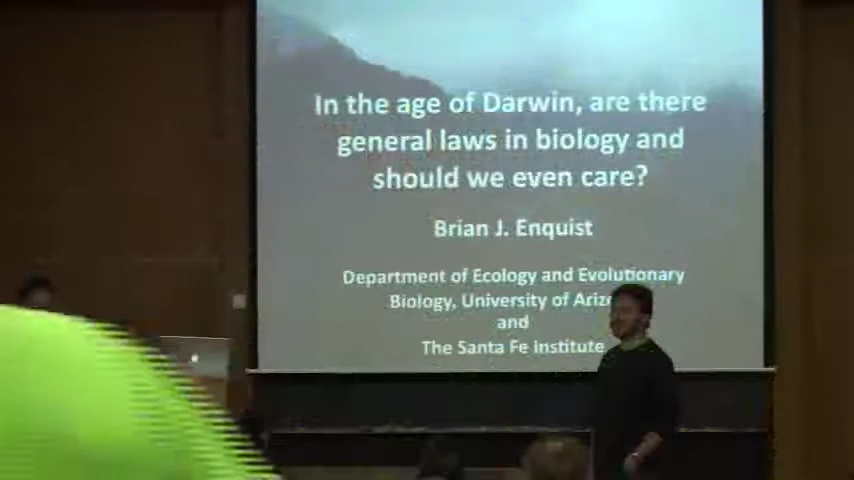 In the age of Darwin, are there
general laws in biology and
should we even care?
Brian J. Enquist
Department of Ecology and Evolutionary
Biology, University of
and
The Santa Fe Institute